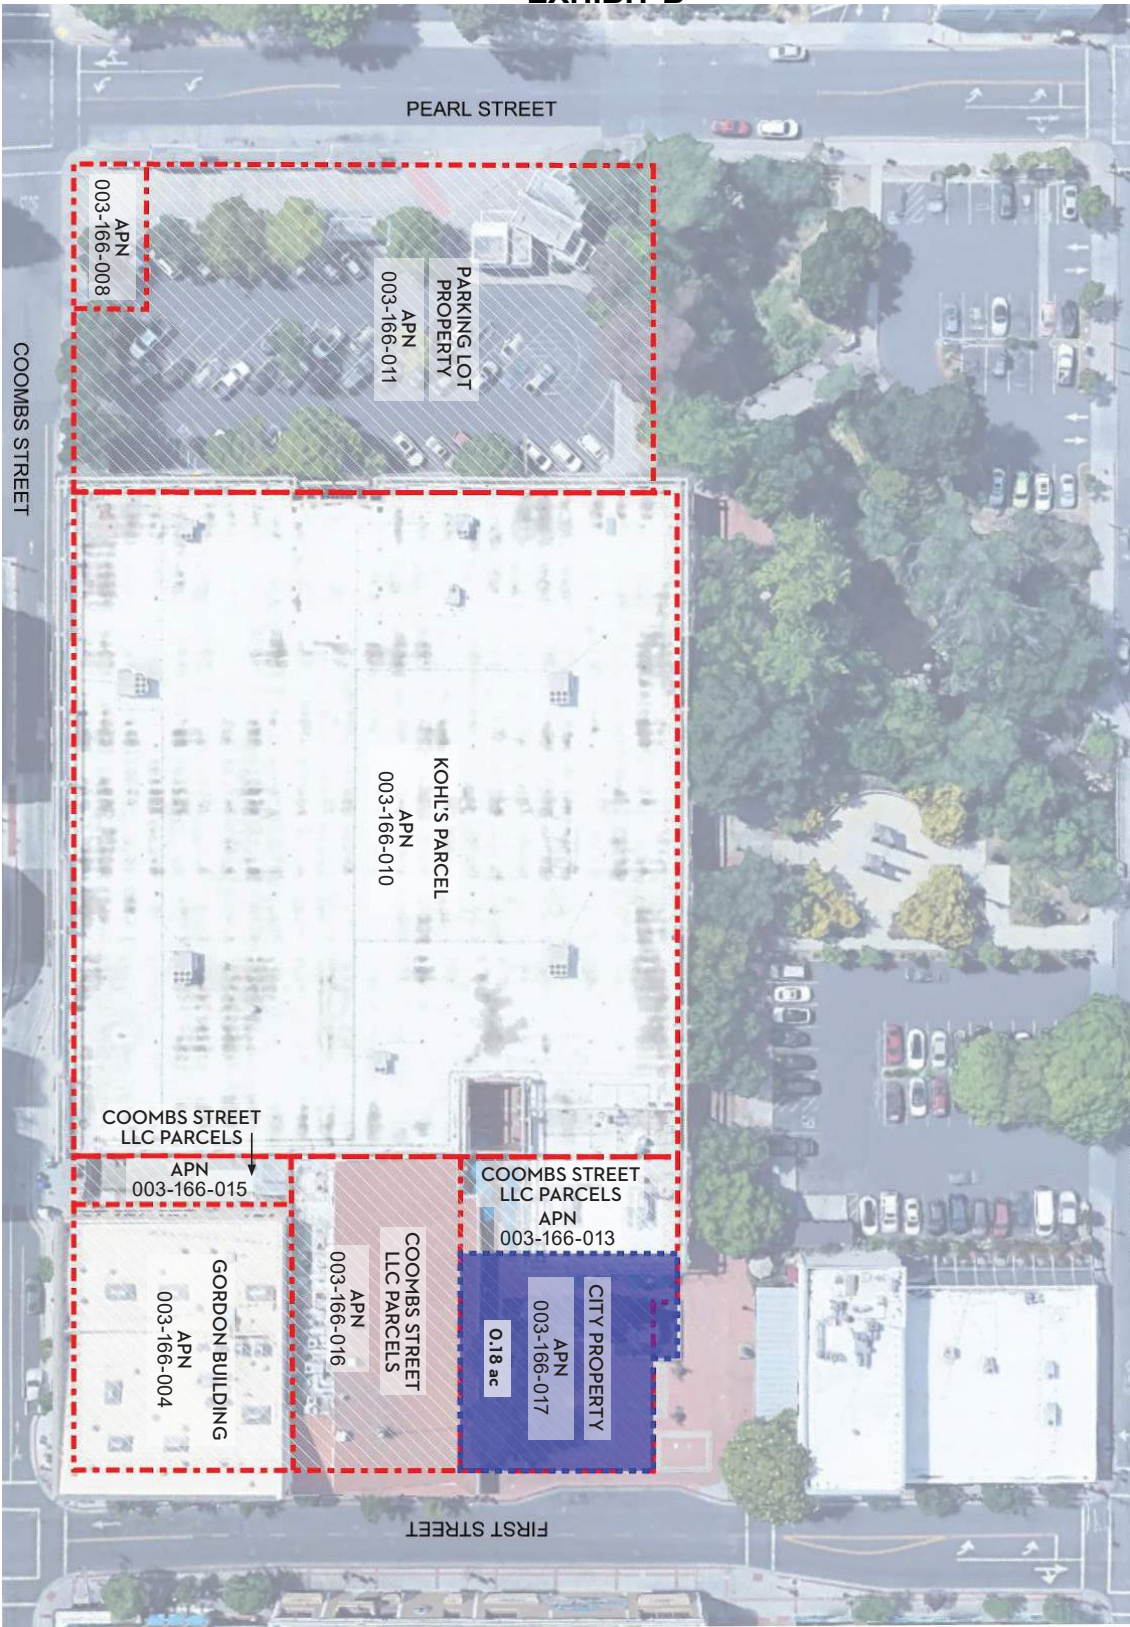 EXHIBIT B
PEARL STREET
APN
003-166-008
PARKING LOT
PROPERTY
APN
003-166-011
COOMBS STREET
KOHL'S PARCEL
APN
003-166-010
COOMBS STREET
LLC PARCELS
APN
003-166-015
COOMBS STREET
LLC PARCELS
APN
003-166-013
GORDON BUILDING
APN
003-166-004
COOMBS STREET
LLC PARCELS
APN
003-166-016
CITY PROPERTY
APN
003-166-017
0.18 ac
FIRST STREET